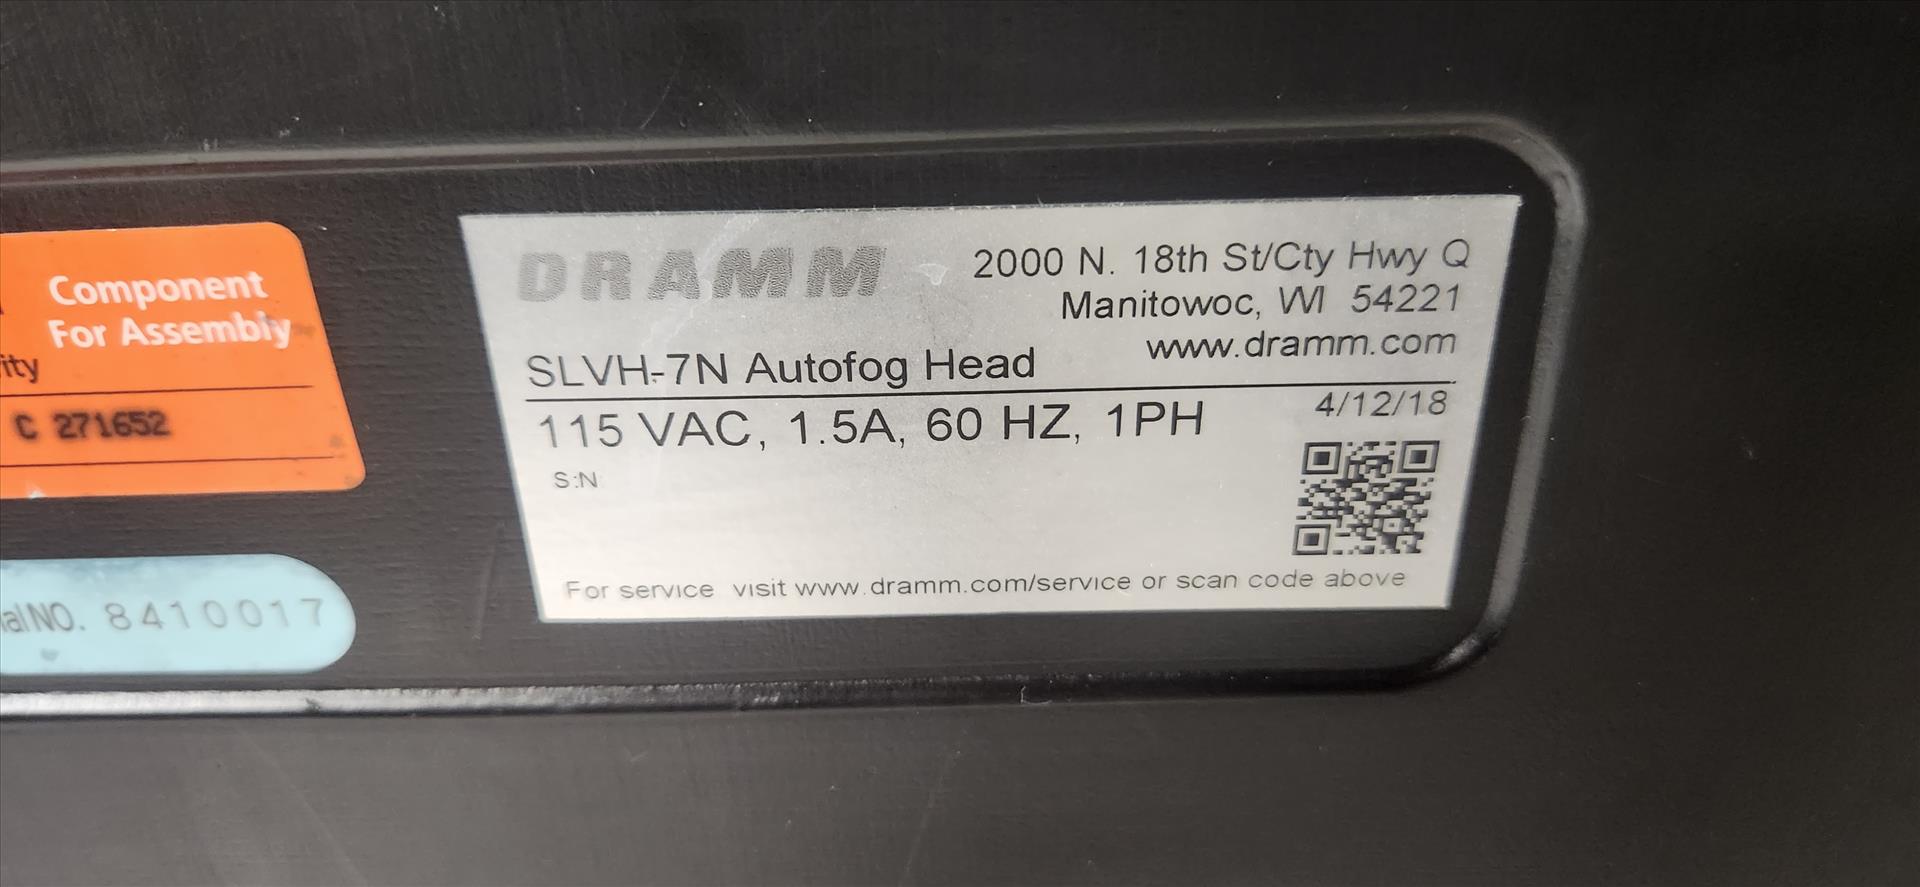 Component
For Assembly
C 271652
NO. 8410017
DRAMM
2000 N. 18th St/Cty Hwy Q
Manitowoc, WI 54221
www.dramm.com
SLVH-7N Autofog Head
115 VAC, 1.5A, 60 HZ, 1PH
4/12/18
S:N
For service visit www.dramm.com/service or scan code above